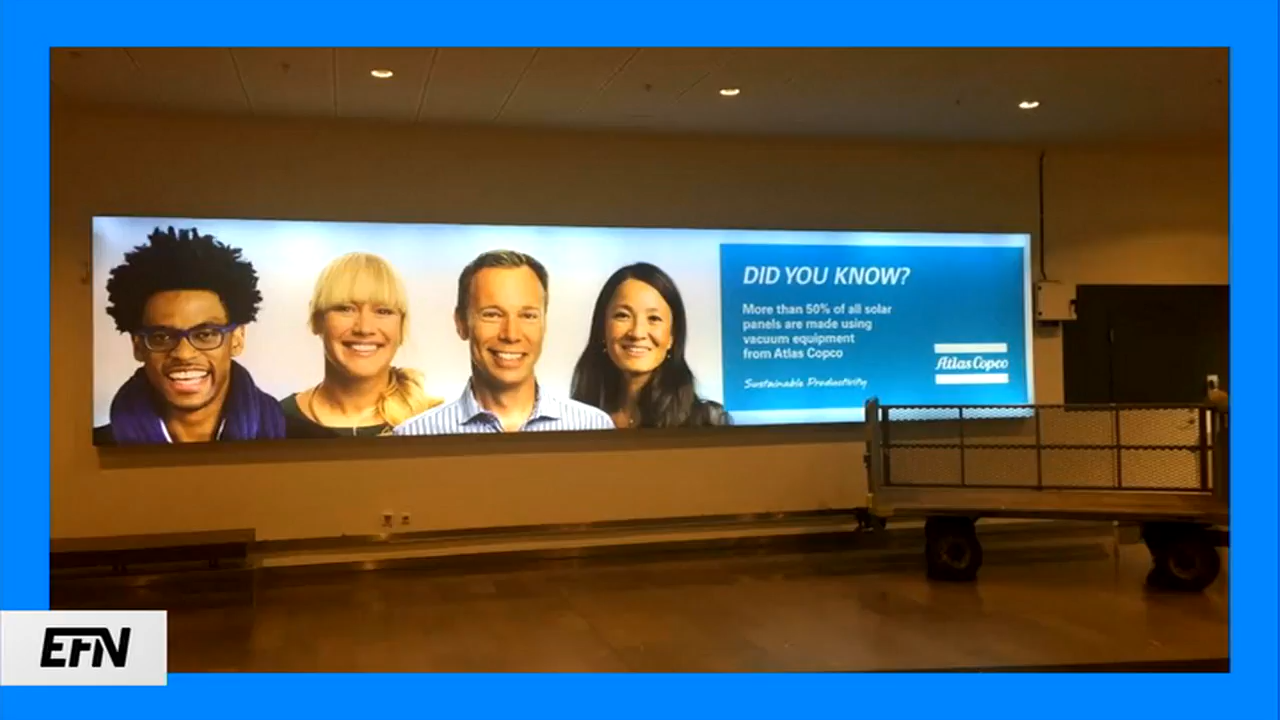 DID YOU KNOW?
More than 50% of all solar
panels are made using
vacuum equipment
from Atlas Copco
Sustainable Productivity
Atlas Copco
EFN